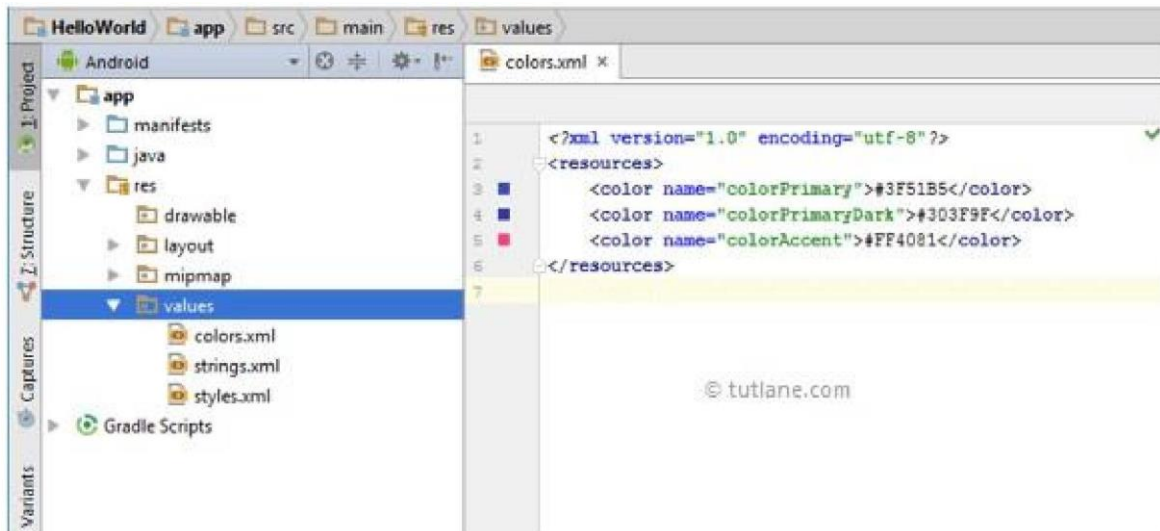 HelloWorld app src main res values
1: Project
Z: Structure
Captures
Variants
Android
app
manifests
java
res
drawable
layout
mipmap
values
colors.xml
strings.xml
styles.xml
Gradle Scripts
colors.xml ×
1 <?xml version="1.0" encoding="utf-8"?>
2 <resources>
3 <color name="colorPrimary">#3F51B5</color>
4 <color name="colorPrimaryDark">#303F9F</color>
5 <color name="colorAccent">#FF4081</color>
6 </resources>
7
© tutlane.com